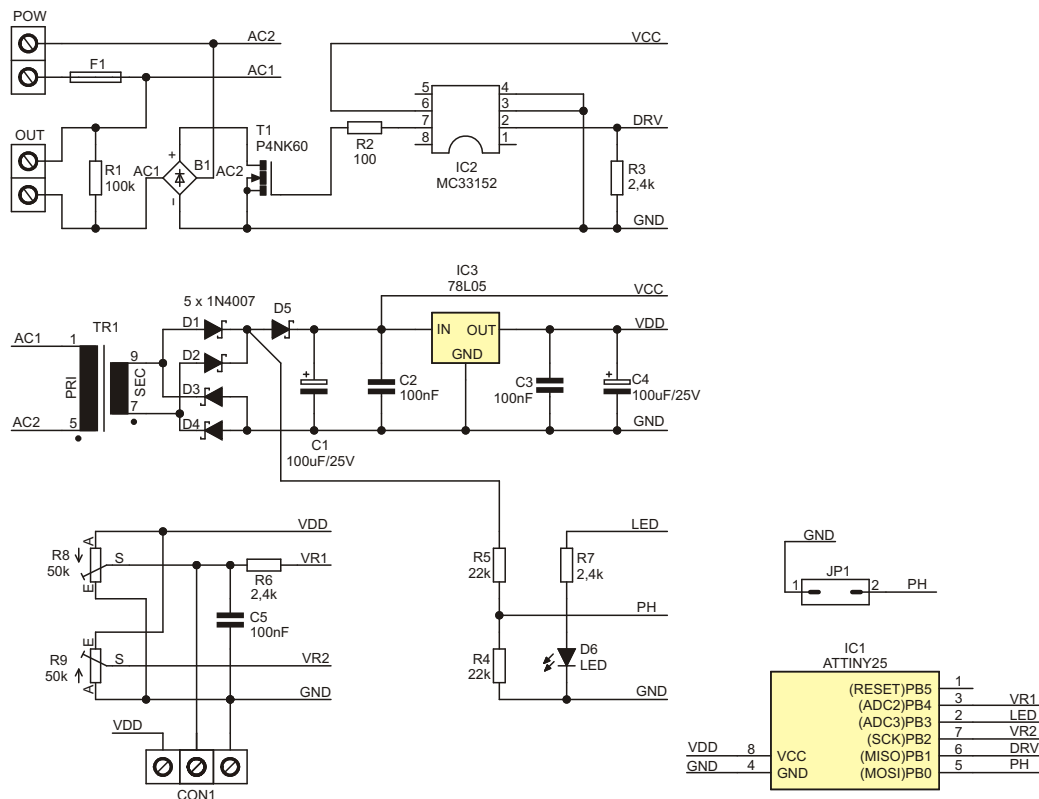 POW
AC2
F1
AC1
OUT
R1
100k
AC1
+
B1
-
AC2
T1
P4NK60
R2
100
VCC
5
4
6
3
7
2
8
1
IC2
MC33152
DRV
R3
2,4k
GND
AC1
AC2
TR1
1
PRI
5
9
SEC
7
5 x 1N4007
D1
D2
D3
D4
D5
+
C1
100uF/25V
C2
100nF
IC3
78L05
IN OUT
GND
VCC
VDD
C3
100nF
+
C4
100uF/25V
GND
VDD
A
R8
50k
S
E
R6
2,4k
VR1
C5
100nF
E
R9
50k
S
A
VR2
GND
VDD
CON1
LED
R5
22k
R7
2,4k
PH
R4
22k
D6
LED
GND
GND
JP1
1
2
PH
IC1
ATTINY25
(RESET)PB5 1
(ADC2)PB4 3 VR1
(ADC3)PB3 2 LED
(SCK)PB2 7 VR2
VDD 8 VCC (MISO)PB1 6 DRV
GND 4 GND (MOSI)PB0 5 PH